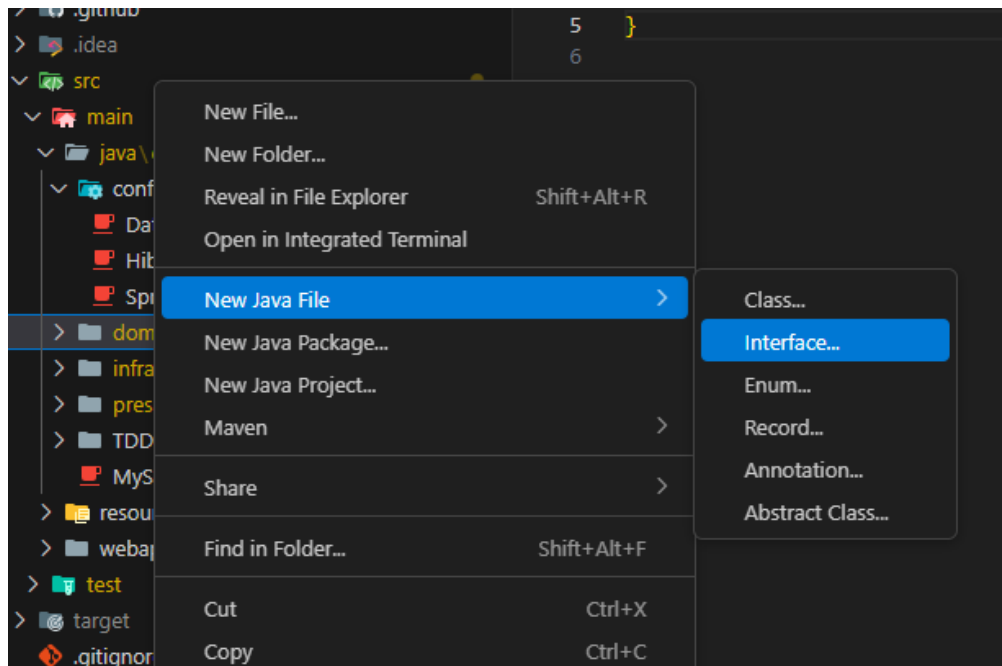 .github
.idea
src
main
java\
conf
Da
Hib
Spr
dom
infra
pres
TDD
MyS
resou
webap
test
target
.gitignor
5 }
6
New File...
New Folder...
Reveal in File Explorer Shift+Alt+R
Open in Integrated Terminal
New Java File
New Java Package...
New Java Project...
Maven
Share
Find in Folder... Shift+Alt+F
Cut Ctrl+X
Copy Ctrl+C
Class...
Interface...
Enum...
Record...
Annotation...
Abstract Class...